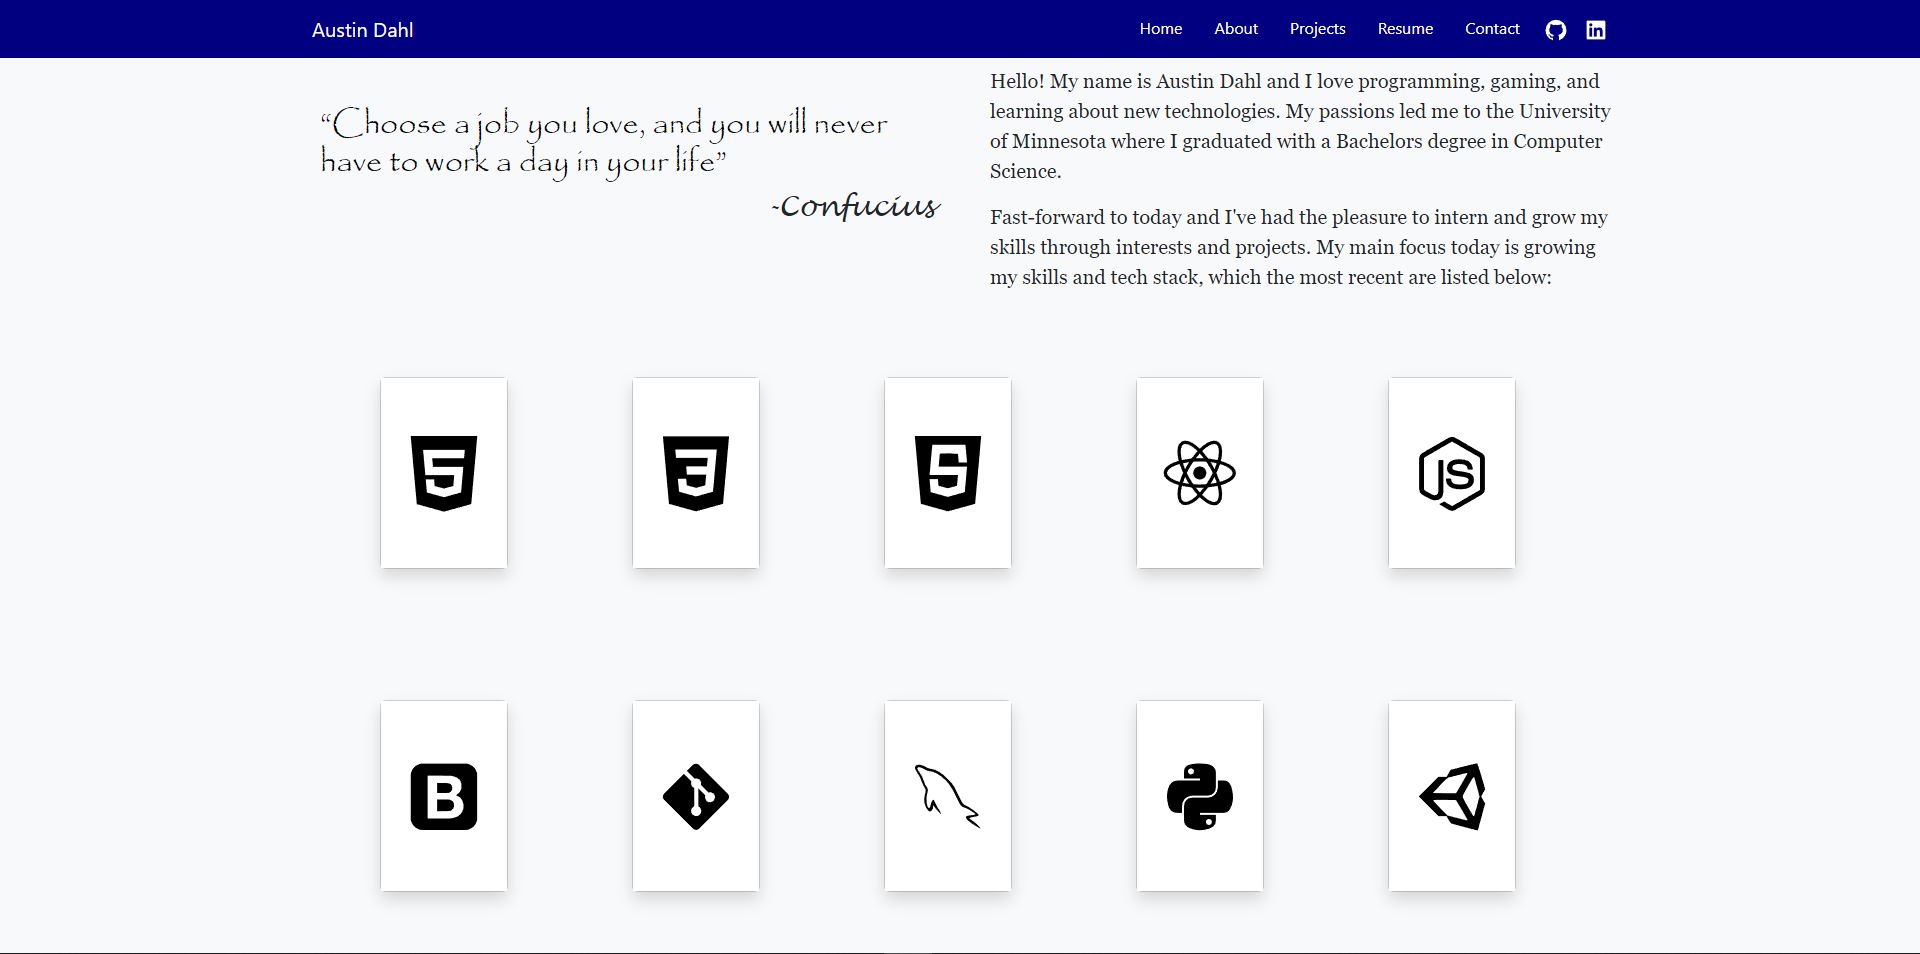 Austin Dahl
Home About Projects Resume Contact in
“Choose a job you love, and you will never
have to work a day in your life”
~Confucius
Hello! My name is Austin Dahl and I love programming, gaming, and
learning about new technologies. My passions led me to the University
of Minnesota where I graduated with a Bachelors degree in Computer
Science.
Fast-forward to today and I've had the pleasure to intern and grow my
skills through interests and projects. My main focus today is growing
my skills and tech stack, which the most recent are listed below:
5 3 S JS
B